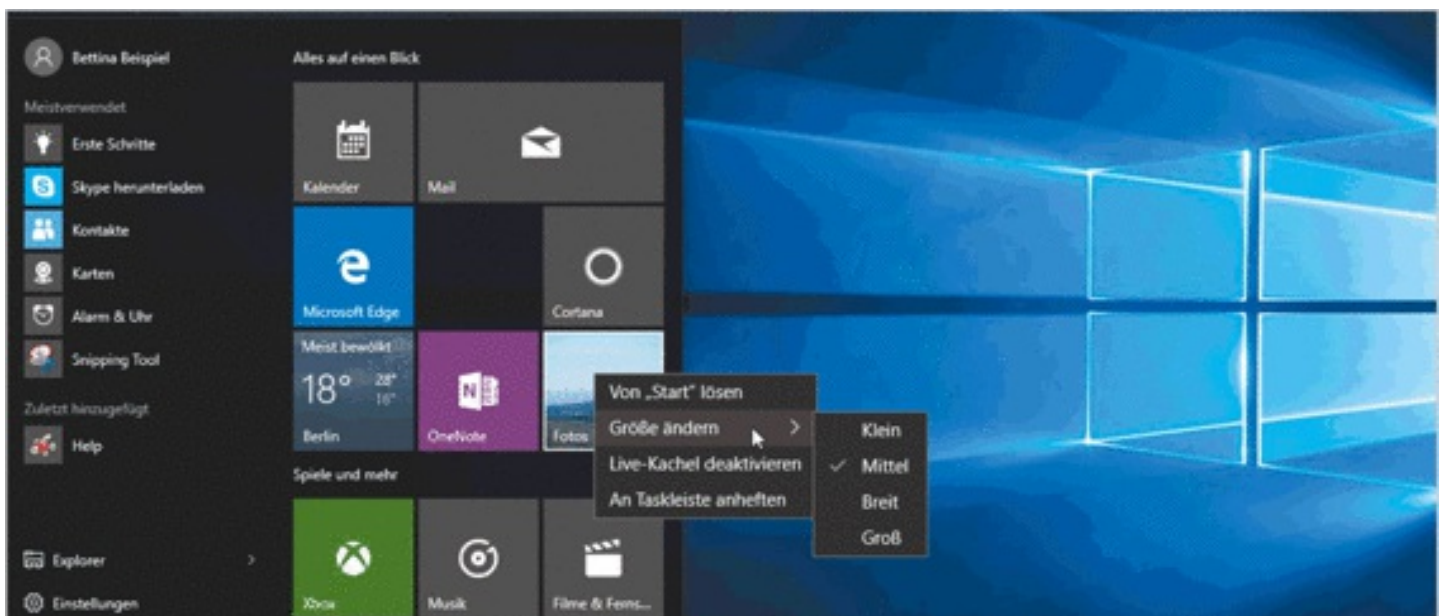 Bettina Beispiel
Meistverwendet
Erste Schritte
Skype herunterladen
Kontakte
Karten
Alarm & Uhr
Snipping Tool
Zuletzt hinzugefügt
Help
Explorer
Einstellungen
Alles auf einen Blick
Kalender
Mail
Microsoft Edge
Cortana
Meist bewölkt
18° 28°
16°
Berlin
OneNote
Fotos
Spiele und mehr
Xbox
Musik
Filme & Ferns...
Von „Start“ lösen
Größe ändern
Live-Kachel deaktivieren
An Taskleiste anheften
Klein
Mittel
Breit
Groß